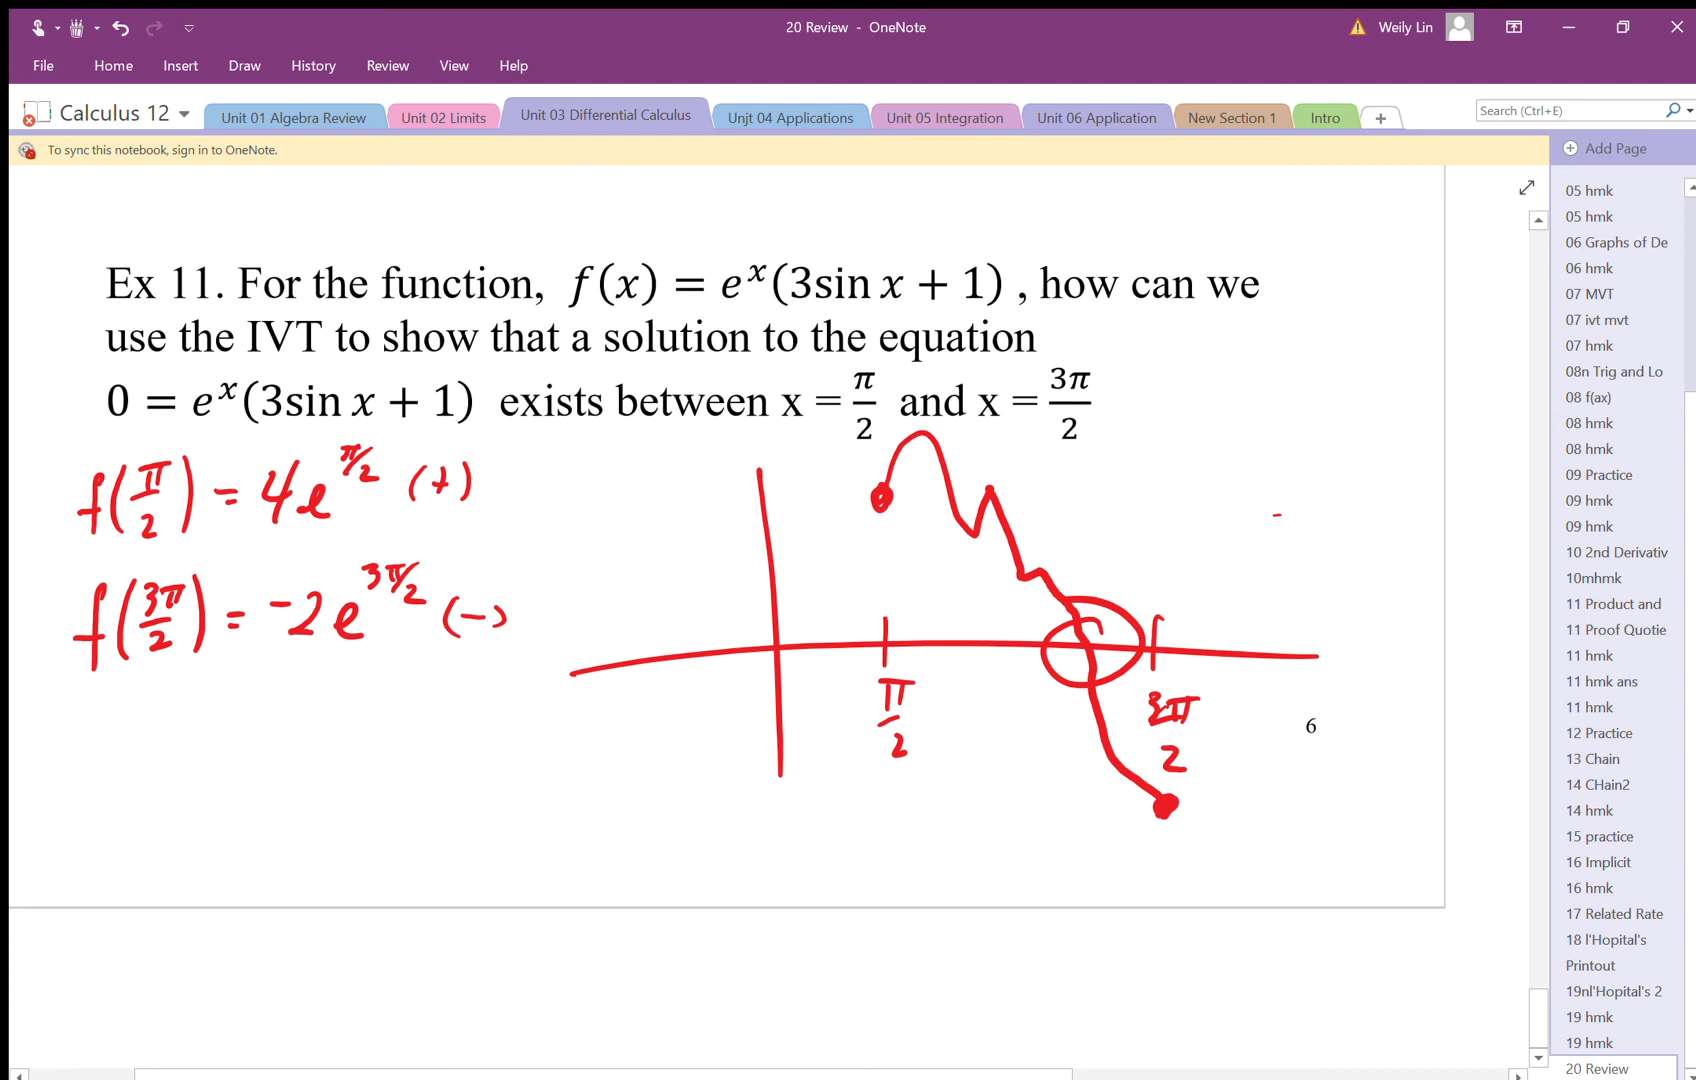 20 Review - OneNote
Weily Lin
File Home Insert Draw History Review View Help
Calculus 12
Unit 01 Algebra Review
Unit 02 Limits
Unit 03 Differential Calculus
Unjt 04 Applications
Unit 05 Integration
Unit 06 Application
New Section 1
Intro
+
Search (Ctrl+E)
To sync this notebook, sign in to OneNote.
Add Page
Ex 11. For the function, f(x) = e^x(3sin x + 1) , how can we
use the IVT to show that a solution to the equation
0 = e^x(3sin x + 1) exists between x = π/2 and x = 3π/2
f(π/2) = 4e^π/2 (+)
f(3π/2) = -2e^3π/2 (-)
π/2
3π/2
6
05 hmk
05 hmk
06 Graphs of De
06 hmk
07 MVT
07 ivt mvt
07 hmk
08n Trig and Lo
08 f(ax)
08 hmk
08 hmk
09 Practice
09 hmk
09 hmk
10 2nd Derivativ
10mhmk
11 Product and
11 Proof Quotie
11 hmk
11 hmk ans
11 hmk
12 Practice
13 Chain
14 CHain2
14 hmk
15 practice
16 Implicit
16 hmk
17 Related Rate
18 l'Hopital's
Printout
19nl'Hopital's 2
19 hmk
19 hmk
20 Review